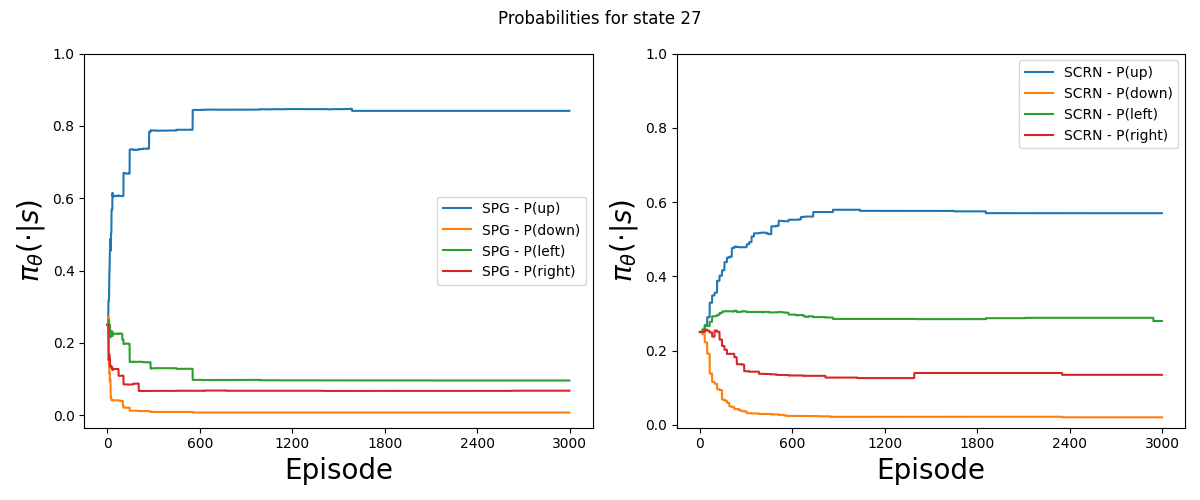 Probabilities for state 27
1.0
0.8
0.6
0.4
0.2
0.0
π_θ(·|s)
0
600
1200
1800
2400
3000
Episode
SPG - P(up)
SPG - P(down)
SPG - P(left)
SPG - P(right)
1.0
0.8
0.6
0.4
0.2
0.0
π_θ(·|s)
0
600
1200
1800
2400
3000
Episode
SCRN - P(up)
SCRN - P(down)
SCRN - P(left)
SCRN - P(right)